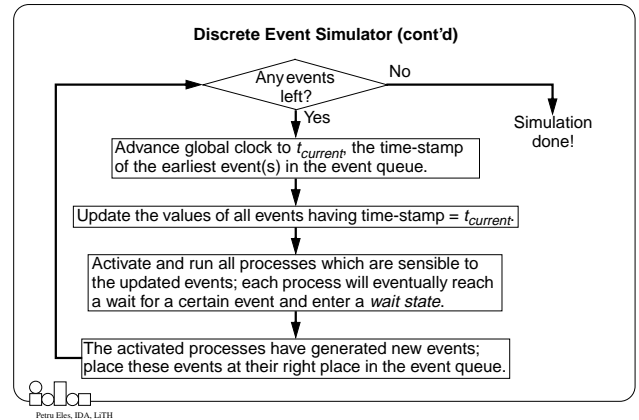 Discrete Event Simulator (cont'd)
Any events
left?
No
Yes
Simulation
done!
Advance global clock to t_current, the time-stamp
of the earliest event(s) in the event queue.
Update the values of all events having time-stamp = t_current.
Activate and run all processes which are sensible to
the updated events; each process will eventually reach
a wait for a certain event and enter a wait state.
The activated processes have generated new events;
place these events at their right place in the event queue.
Petru Eles, IDA, LiTH